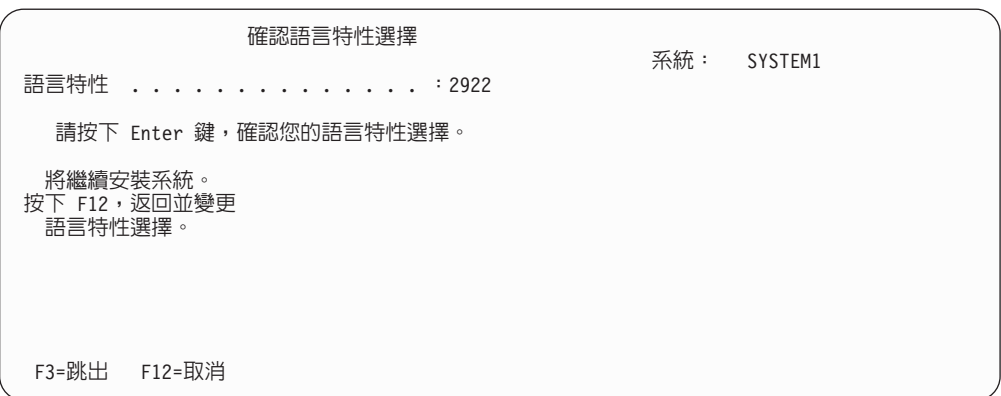 確認語言特性選擇
系統： SYSTEM1
語言特性 . . . . . . . . . . . . . . ：2922
請按下 Enter 鍵，確認您的語言特性選擇。
將繼續安裝系統。
按下 F12，返回並變更
語言特性選擇。
F3=跳出 F12=取消